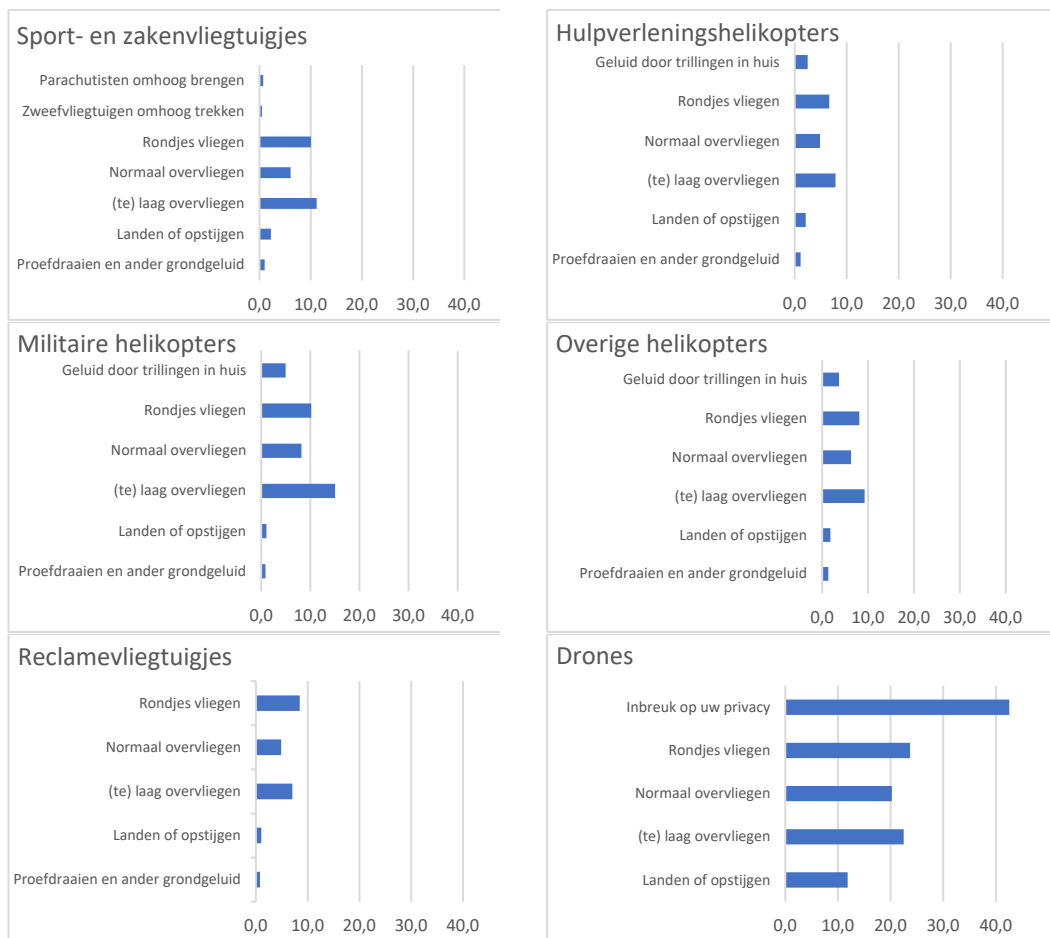 Sport- en zakenvliegtuigjes
Parachutisten omhoog brengen
Zweefvliegtuigen omhoog trekken
Rondjes vliegen
Normaal overvliegen
(te) laag overvliegen
Landen of opstijgen
Proefdraaien en ander grondgeluid
0,0 10,0 20,0 30,0 40,0
Hulpverleningshelikopters
Geluid door trillingen in huis
Rondjes vliegen
Normaal overvliegen
(te) laag overvliegen
Landen of opstijgen
Proefdraaien en ander grondgeluid
0,0 10,0 20,0 30,0 40,0
Militaire helikopters
Geluid door trillingen in huis
Rondjes vliegen
Normaal overvliegen
(te) laag overvliegen
Landen of opstijgen
Proefdraaien en ander grondgeluid
0,0 10,0 20,0 30,0 40,0
Overige helikopters
Geluid door trillingen in huis
Rondjes vliegen
Normaal overvliegen
(te) laag overvliegen
Landen of opstijgen
Proefdraaien en ander grondgeluid
0,0 10,0 20,0 30,0 40,0
Reclamevliegtuigjes
Rondjes vliegen
Normaal overvliegen
(te) laag overvliegen
Landen of opstijgen
Proefdraaien en ander grondgeluid
0,0 10,0 20,0 30,0 40,0
Drones
Inbreuk op uw privacy
Rondjes vliegen
Normaal overvliegen
(te) laag overvliegen
Landen of opstijgen
0,0 10,0 20,0 30,0 40,0